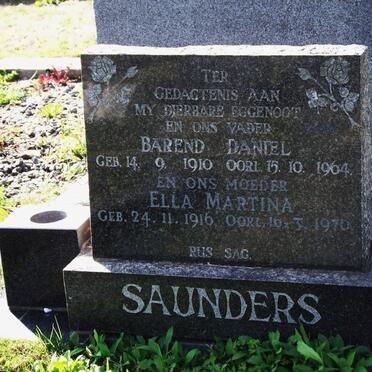 TER
GEDAGTENIS AAN
MY DIERBARE EGGENOOT
EN ONS VADER
BAREND DANIEL
GEB. 14. 9. 1910 OORL. 15. 10. 1964.
EN ONS MOEDER
ELLA MARTINA
GEB. 24. 11. 1916 OORL. 16. 3. 1970.
RUS SAG.
SAUNDERS